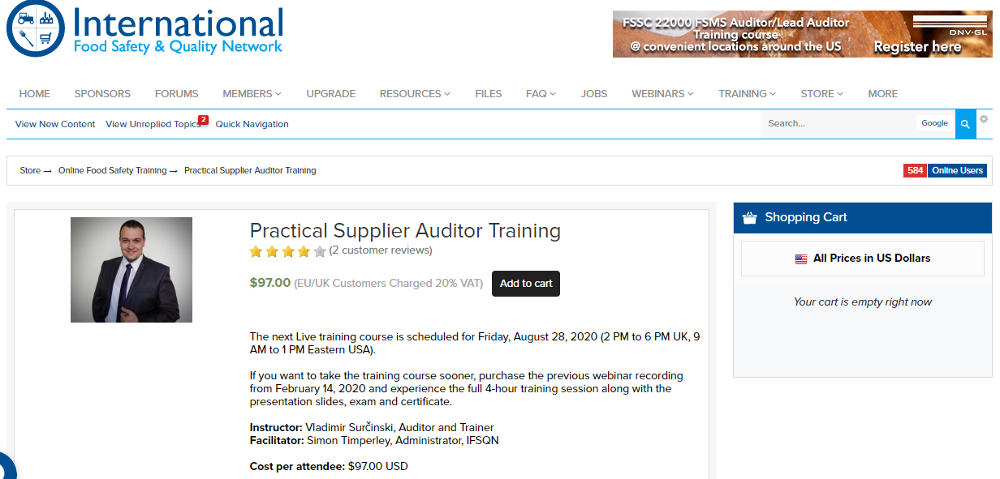 International
Food Safety & Quality Network
FSSC 22000 FSMS Auditor/Lead Auditor
Training course
@ convenient locations around the US
Register here
DNV·GL
HOME SPONSORS FORUMS MEMBERS UPGRADE RESOURCES FILES FAQ JOBS WEBINARS TRAINING STORE MORE
View New Content View Unreplied Topics 2 Quick Navigation
Search... Google
Store → Online Food Safety Training → Practical Supplier Auditor Training
584 Online Users
Practical Supplier Auditor Training
(2 customer reviews)
$97.00 (EU/UK Customers Charged 20% VAT) Add to cart
The next Live training course is scheduled for Friday, August 28, 2020 (2 PM to 6 PM UK, 9
AM to 1 PM Eastern USA).
If you want to take the training course sooner, purchase the previous webinar recording
from February 14, 2020 and experience the full 4-hour training session along with the
presentation slides, exam and certificate.
Instructor: Vladimir Surčinski, Auditor and Trainer
Facilitator: Simon Timperley, Administrator, IFSQN
Cost per attendee: $97.00 USD
Shopping Cart
All Prices in US Dollars
Your cart is empty right now